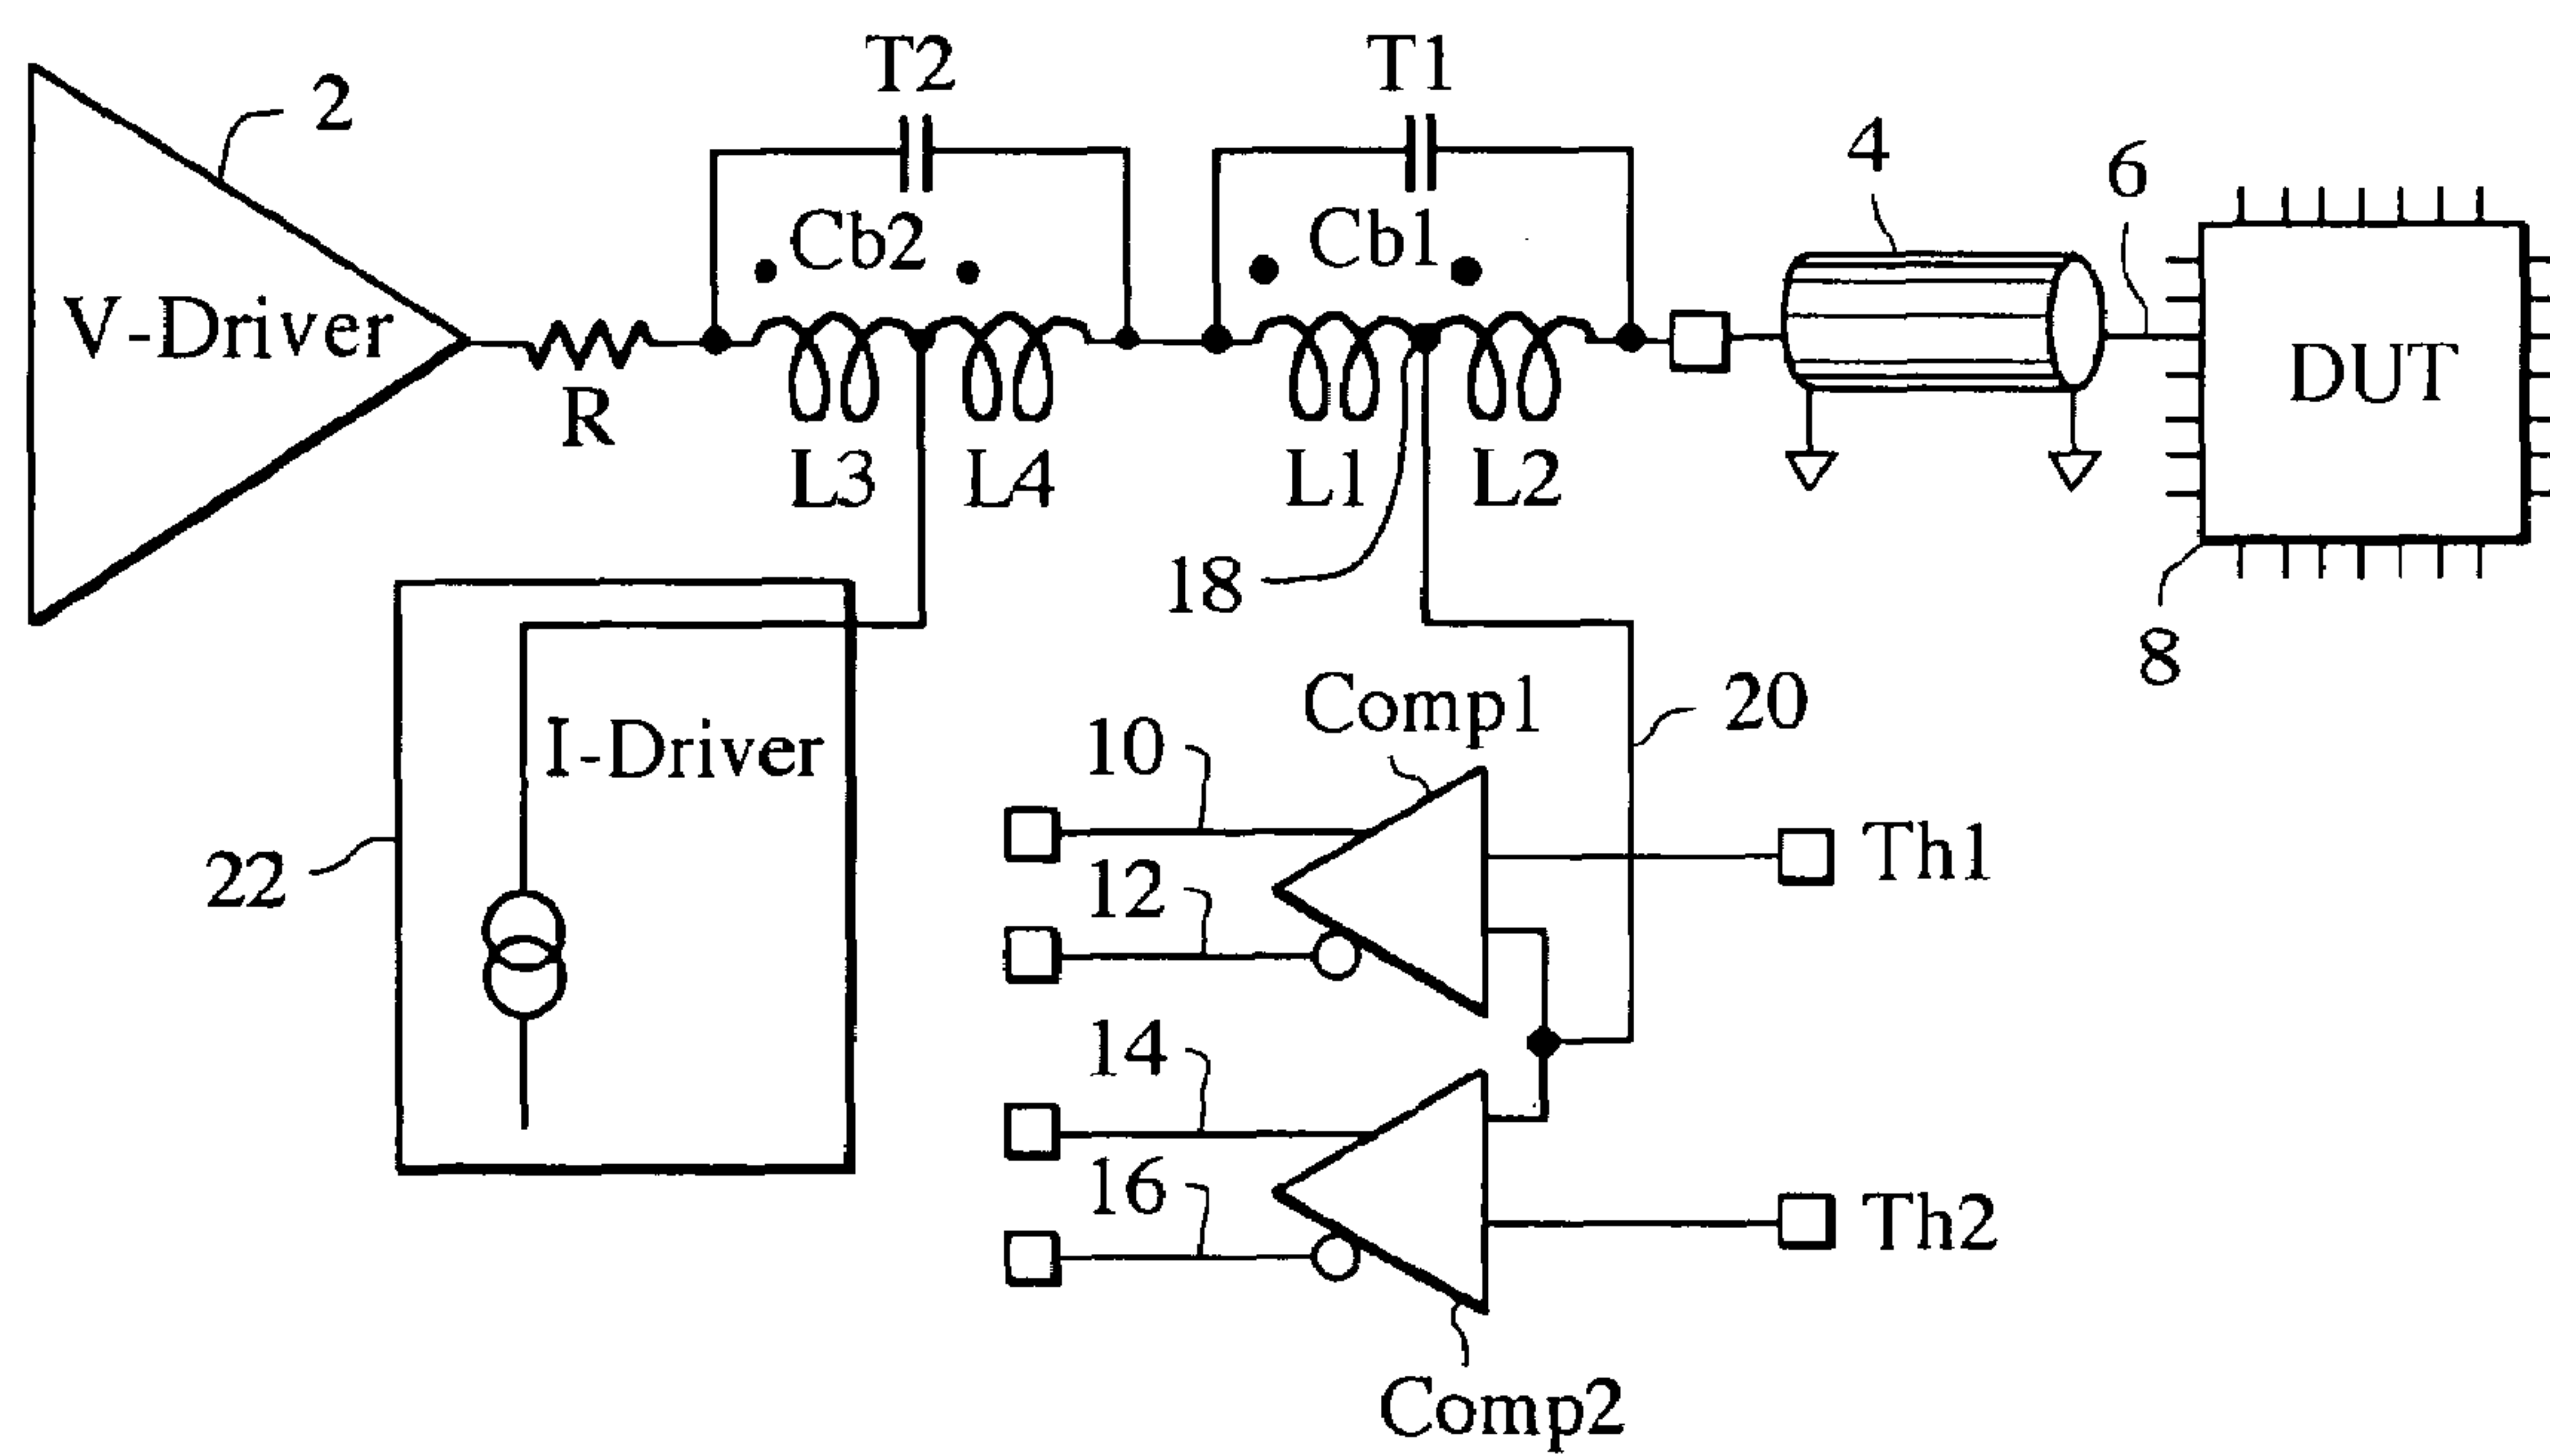 T2
T1
2
4
6
Cb2
Cb1
V-Driver
DUT
R
L3
L4
L1
L2
18
8
Comp1
20
10
I-Driver
Th1
22
12
14
16
Th2
Comp2